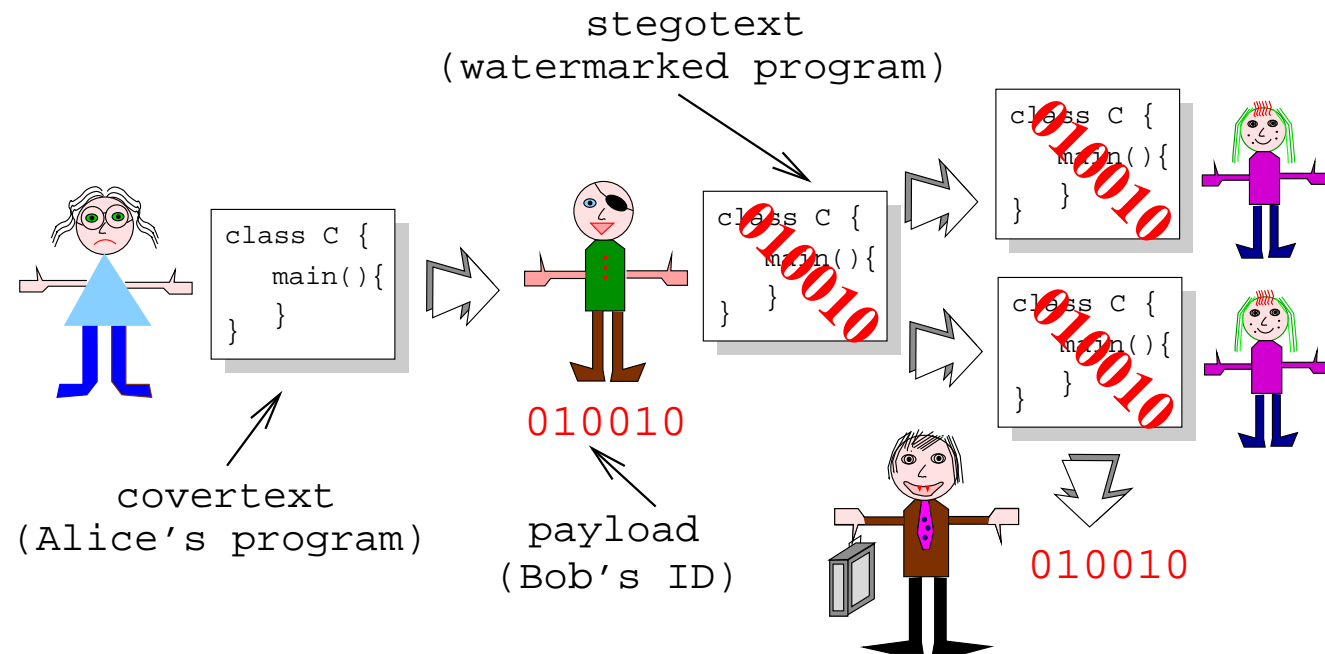 stegotext
(watermarked program)
class C {
main(){
}
}
010010
class C {
main(){
}
}
class C {
main(){
}
}
010010
class C {
main(){
}
}
010010
010010
covertext
(Alice's program)
payload
(Bob's ID)
010010